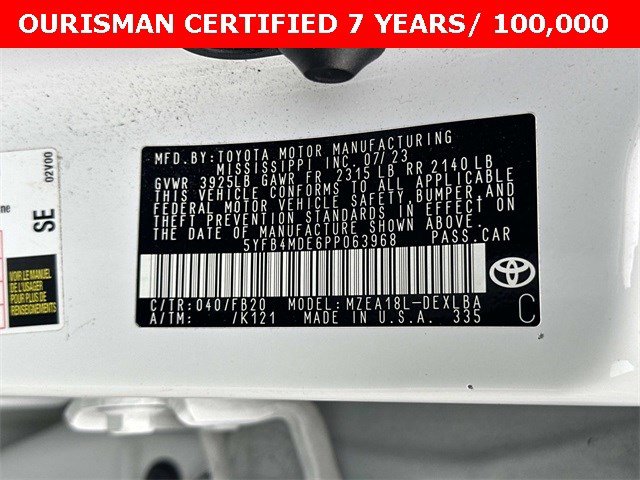 OURISMAN CERTIFIED 7 YEARS/ 100,000
MFD.BY:TOYOTA MOTOR MANUFACTURING
MISSISSIPPI INC. 07/23
GVWR 3925LB GAWR FR 2315 LB RR 2140 LB
THIS VEHICLE CONFORMS TO ALL APPLICABLE
FEDERAL MOTOR VEHICLE SAFETY,BUMPER,AND
THEFT PREVENTION STANDARDS IN EFFECT ON
THE DATE OF MANUFACTURE SHOWN ABOVE.
5YFB4MDE6PP063968 PASS.CAR
C/TR:040/FB20 MODEL:MZEA18L-DEXLBA
A/TM: /K121 MADE IN U.S.A. 335
C
TOYOTA
02V00
SE
VOIR LE MANUEL
DE L'USAGER
POUR PLUS DE
RENSEIGNEMENTS